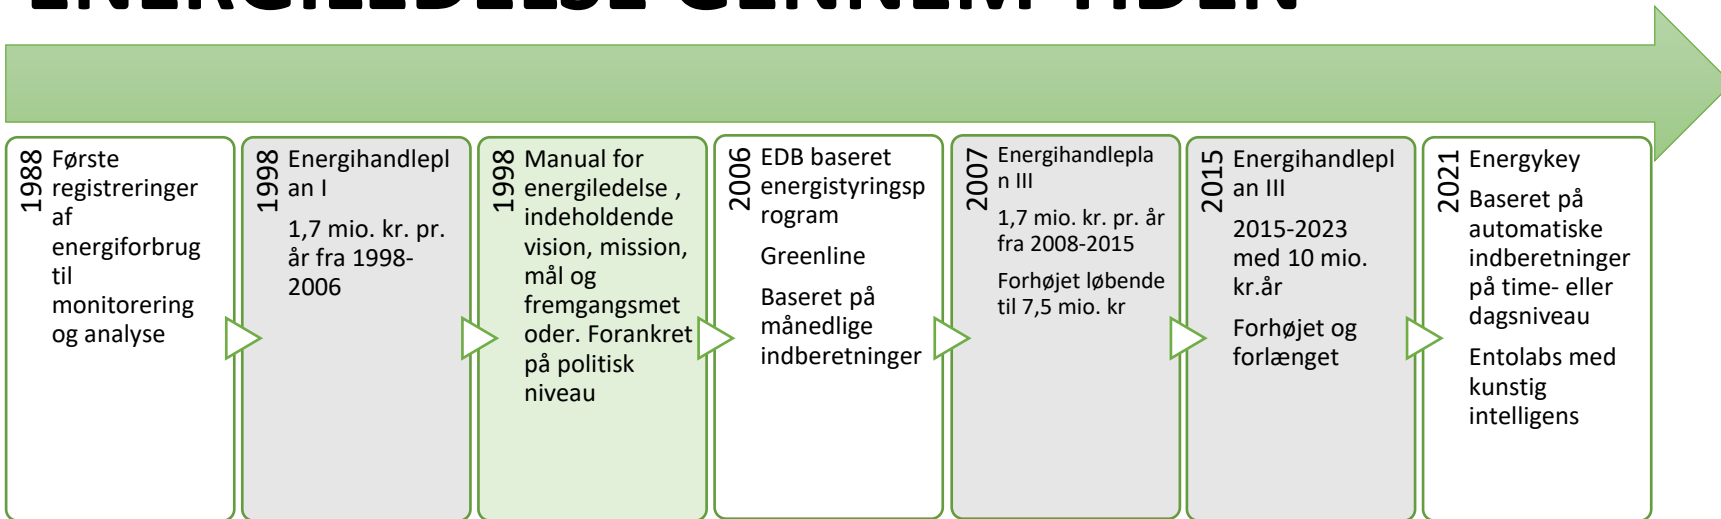 ENERGILEDELSE GENNEM TIDEN
1988
Første
registreringer
af
energiforbrug
til
monitorering
og analyse
1998
Energihandlepl
an I
1,7 mio. kr. pr.
år fra 1998-
2006
1998
Manual for
energiledelse ,
indeholdende
vision, mission,
mål og
fremgangsmet
oder. Forankret
på politisk
niveau
2006
EDB baseret
energistyringsp
rogram
Greenline
Baseret på
månedlige
indberetninger
2007
Energihandlepla
n III
1,7 mio. kr. pr. år
fra 2008-2015
Forhøjet løbende
til 7,5 mio. kr
2015
Energihandlepl
an III
2015-2023
med 10 mio.
kr.år
Forhøjet og
forlænget
2021
Energykey
Baseret på
automatiske
indberetninger
på time- eller
dagsniveau
Entolabs med
kunstig
intelligens